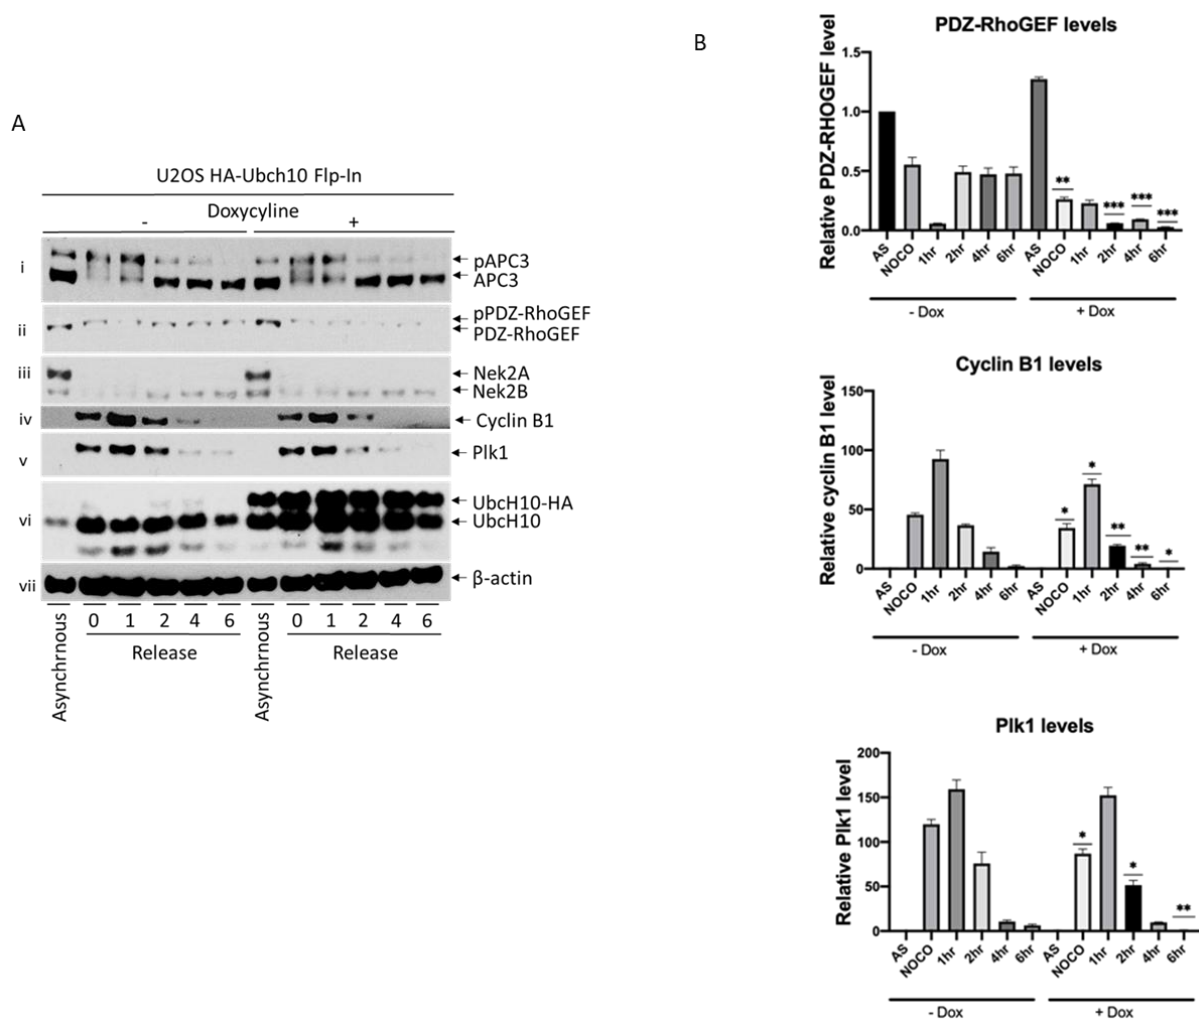 A
U2OS HA-Ubch10 Flp-In
Doxycyline
- +
i
pAPC3
APC3
ii
pPDZ-RhoGEF
PDZ-RhoGEF
iii
Nek2A
Nek2B
iv
Cyclin B1
v
Plk1
vi
UbcH10-HA
UbcH10
vii
β-actin
Asynchrnous
0 1 2 4 6
Release
Asynchrnous
0 1 2 4 6
Release
B
PDZ-RhoGEF levels
Relative PDZ-RHOGEF level
1.5
1.0
0.5
0.0
** *** *** ***
AS NOCO 1hr 2hr 4hr 6hr AS NOCO 1hr 2hr 4hr 6hr
- Dox + Dox
Cyclin B1 levels
Relative cyclin B1 level
150
100
50
0
* * ** ** *
AS NOCO 1hr 2hr 4hr 6hr AS NOCO 1hr 2hr 4hr 6hr
- Dox + Dox
Plk1 levels
Relative Plk1 level
200
150
100
50
0
* * **
AS NOCO 1hr 2hr 4hr 6hr AS NOCO 1hr 2hr 4hr 6hr
- Dox + Dox